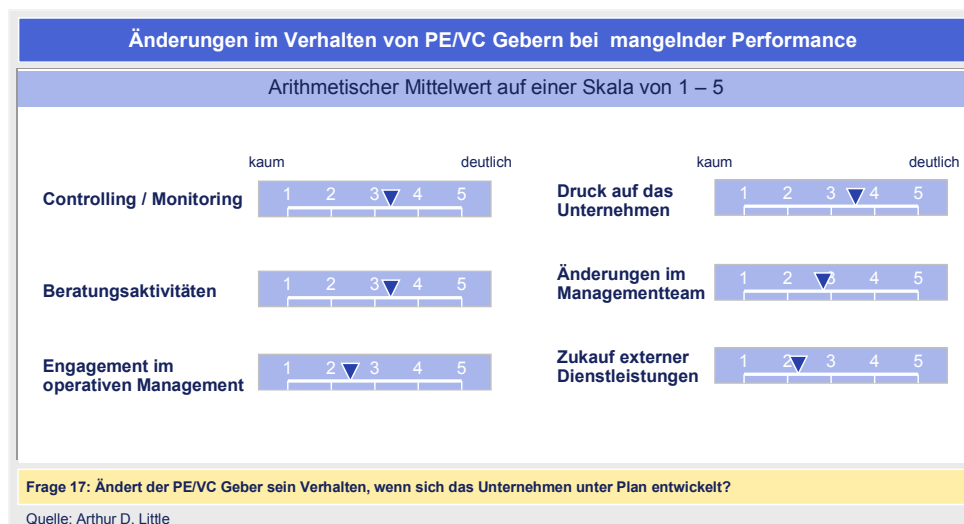 Änderungen im Verhalten von PE/VC Gebern bei mangelnder Performance
Arithmetischer Mittelwert auf einer Skala von 1 – 5
kaum deutlich
Controlling / Monitoring
1 2 3 4 5
Beratungsaktivitäten
1 2 3 4 5
Engagement im
operativen Management
1 2 3 4 5
kaum deutlich
Druck auf das
Unternehmen
1 2 3 4 5
Änderungen im
Managementteam
1 2 3 4 5
Zukauf externer
Dienstleistungen
1 2 3 4 5
Frage 17: Ändert der PE/VC Geber sein Verhalten, wenn sich das Unternehmen unter Plan entwickelt?
Quelle: Arthur D. Little